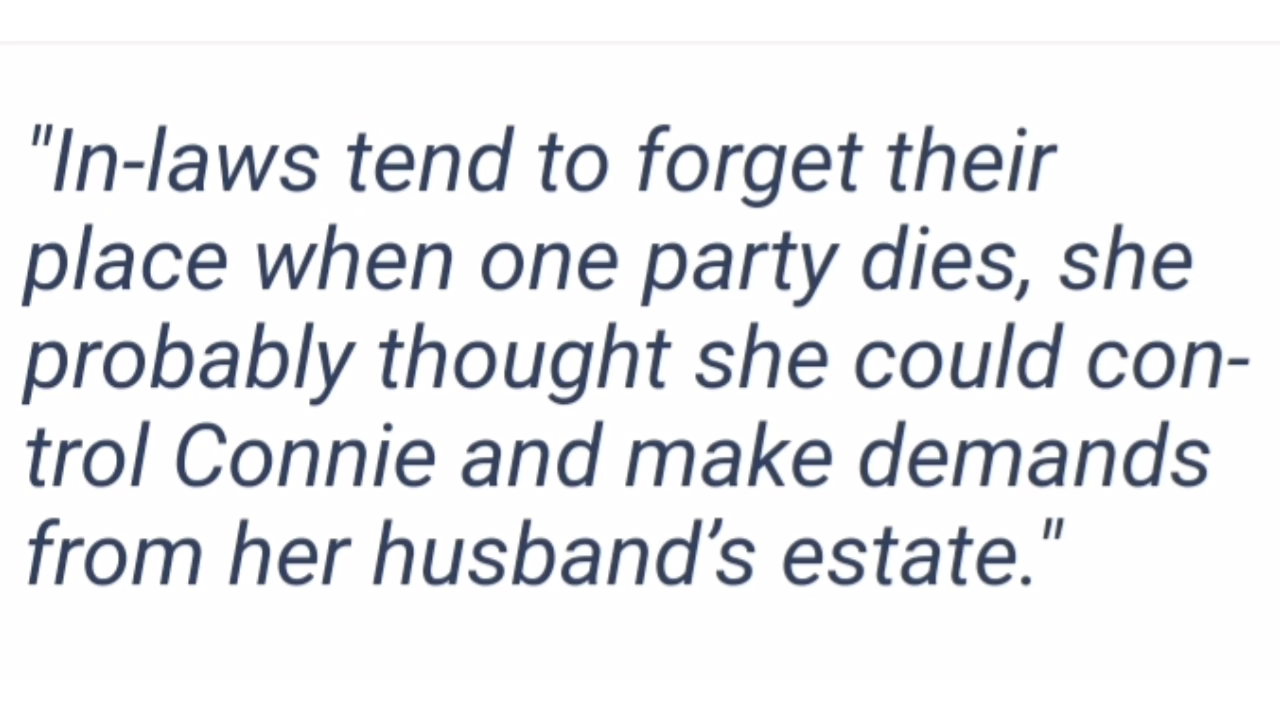 "In-laws tend to forget their
place when one party dies, she
probably thought she could con-
trol Connie and make demands
from her husband’s estate."